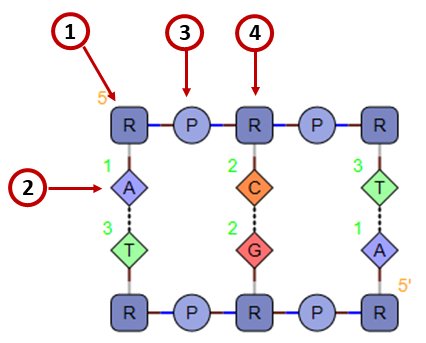 1 3 4
5'
R P R P R
1 2 3
2 A C T
3 2 1
T G A
5'
R P R P R